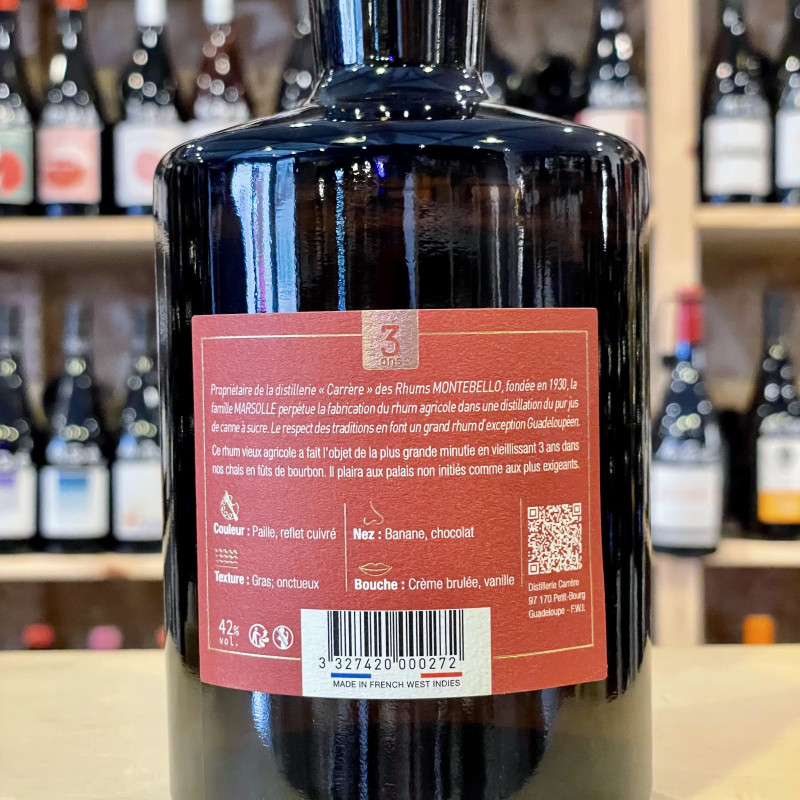 3
ans
Propriétaire de la distillerie « Carrère » des Rhums MONTEBELLO, fondée en 1930, la
famille MARSOLLE perpétue la fabrication du rhum agricole dans une distillation du pur jus
de canne à sucre. Le respect des traditions en font un grand rhum d'exception Guadeloupéen.
Ce rhum vieux agricole a fait l'objet de la plus grande minutie en vieillissant 3 ans dans
nos chais en fûts de bourbon. Il plaira aux palais non initiés comme aux plus exigeants.
Couleur : Paille, reflet cuivré
Nez : Banane, chocolat
Texture : Gras; onctueux
Bouche : Crème brulée, vanille
Distillerie Carrère
97 170 Petit-Bourg
Guadeloupe - F.W.I.
42%
vol.
3 327420 000272
MADE IN FRENCH WEST INDIES